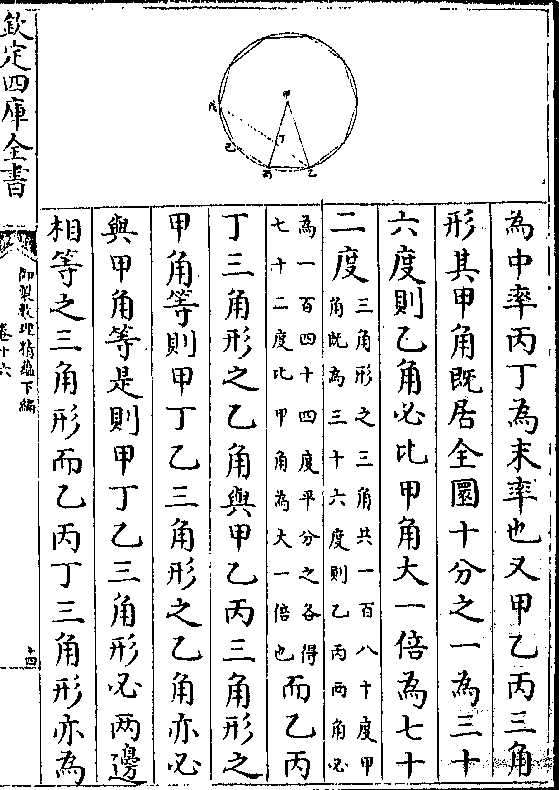 甲
戊
丁
己
丙
乙
為中率丙丁為末率也又甲乙丙三角
形其甲角既居全圜十分之一為三十
六度則乙角必比甲角大一倍為七十
二度
三角形之三角共一百八十度甲
角既為三十六度則乙丙兩角必
為一百四十四度平分之各得
七十二度比甲角為大一倍也
而乙丙
丁三角形之乙角與甲乙丙三角形之
甲角等則甲丁乙三角形之乙角亦必
與甲角等是則甲丁乙三角形必两邊
相等之三角形而乙丙丁三角形亦為
欽定四庫全書
御製數理精蘊下編
卷十六
十四